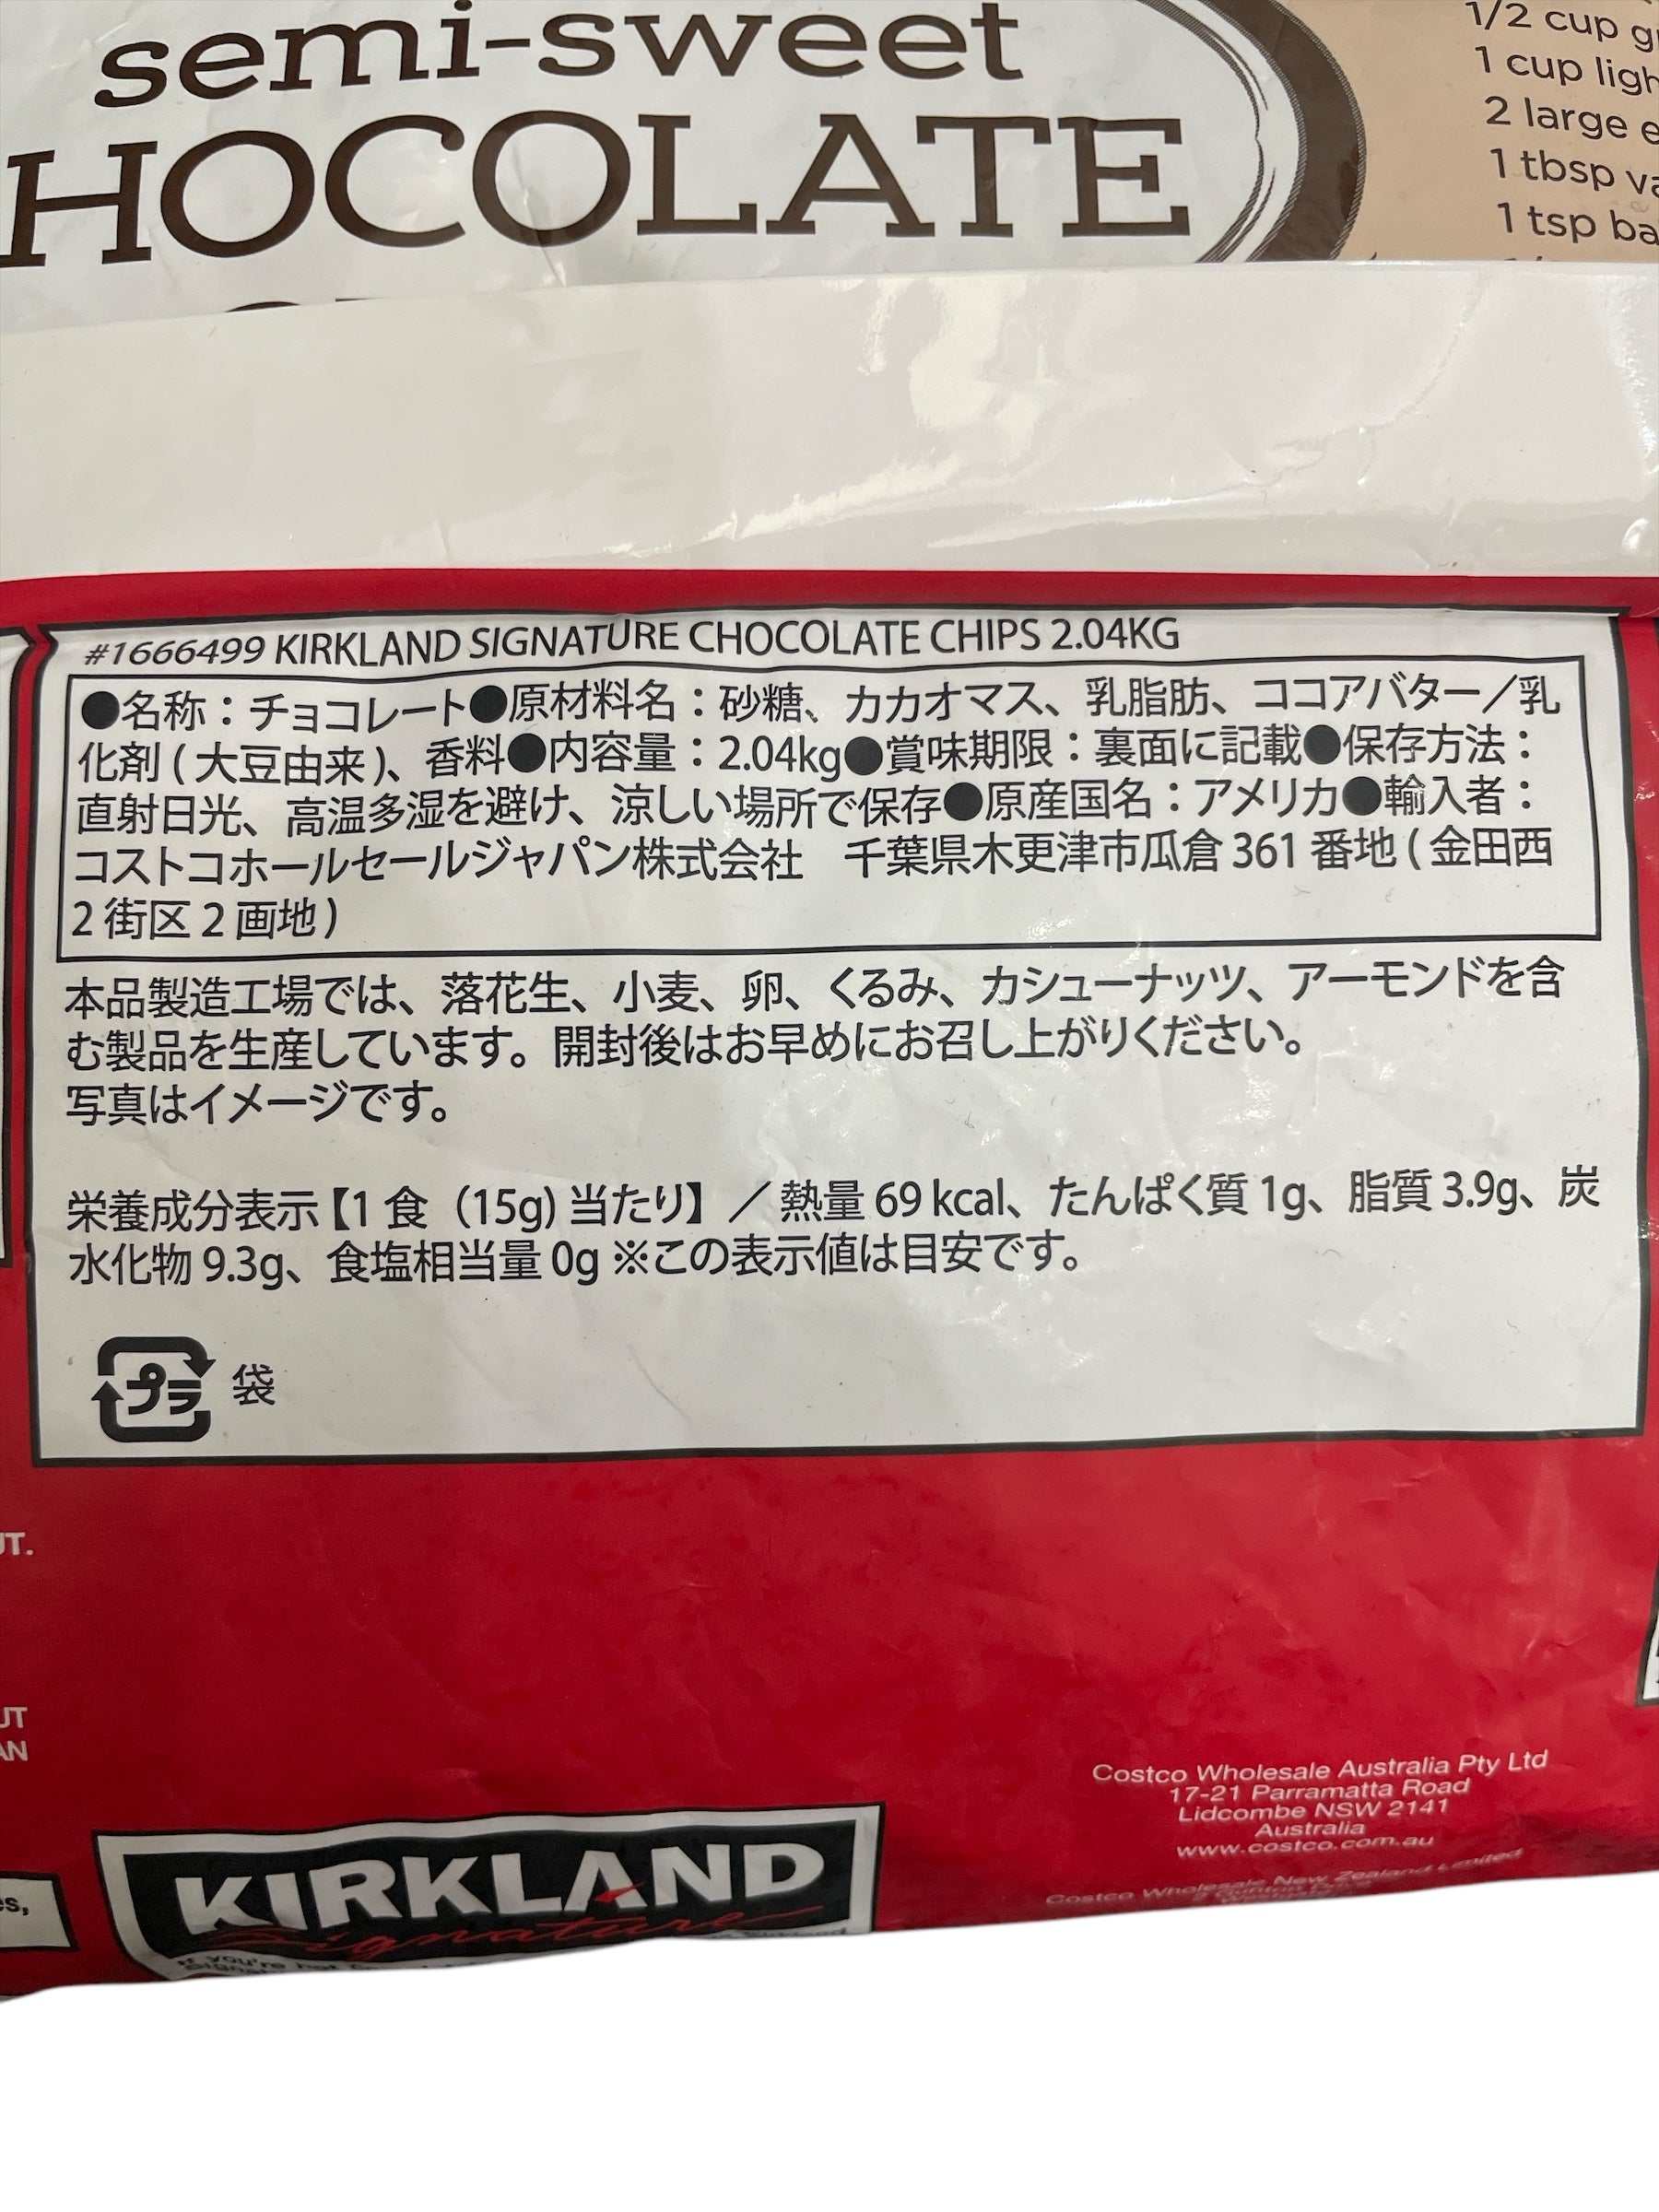 semi-sweet
HOCOLATE
1/2 cup
1 cup
2 large
1 tbsp
1 tsp
#1666499 KIRKLAND SIGNATURE CHOCOLATE CHIPS 2.04KG
●名称：チョコレート●原材料名：砂糖、カカオマス、乳脂肪、ココアバター／乳
化剤(大豆由来)、香料●内容量：2.04kg●賞味期限：裏面に記載●保存方法：
直射日光、高温多湿を避け、涼しい場所で保存●原産国名：アメリカ●輸入者：
コストコホールセールジャパン株式会社　千葉県木更津市瓜倉 361 番地(金田西
2 街区 2 画地)
本品製造工場では、落花生、小麦、卵、くるみ、カシューナッツ、アーモンドを含
む製品を生産しています。開封後はお早めにお召し上がりください。
写真はイメージです。
栄養成分表示【1 食（15g) 当たり】／熱量 69 kcal、たんぱく質 1g、脂質 3.9g、炭
水化物 9.3g、食塩相当量 0g ※この表示値は目安です。
プラ 袋
UT.
UT
AN
es,
Costco Wholesale Australia Pty Ltd
17-21 Parramatta Road
Lidcombe NSW 2141
Australia
www.costco.com.au
Costco Wholesale New Zealand Limited
KIRKLAND
Signature
If you're not